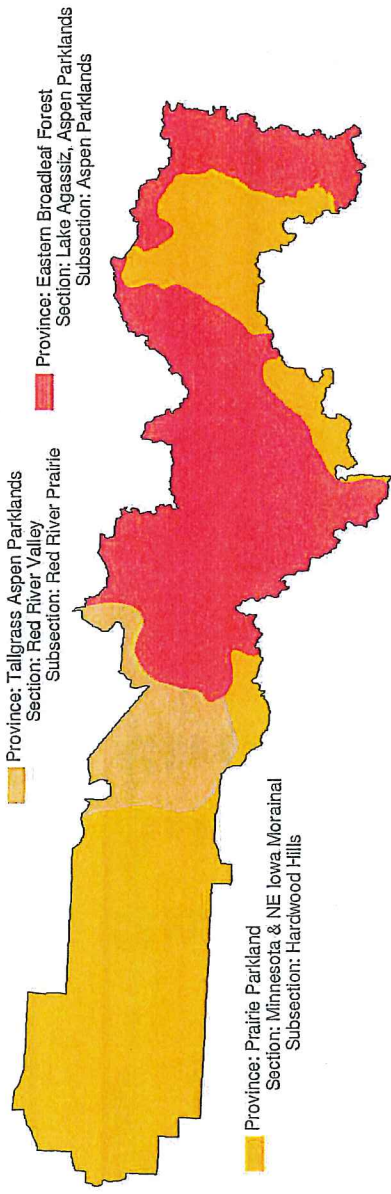 Province: Tallgrass Aspen Parklands
Section: Red River Valley
Subsection: Red River Prairie
Province: Eastern Broadleaf Forest
Section: Lake Agassiz, Aspen Parklands
Subsection: Aspen Parklands
Province: Prairie Parkland
Section: Minnesota & NE Iowa Morainal
Subsection: Hardwood Hills